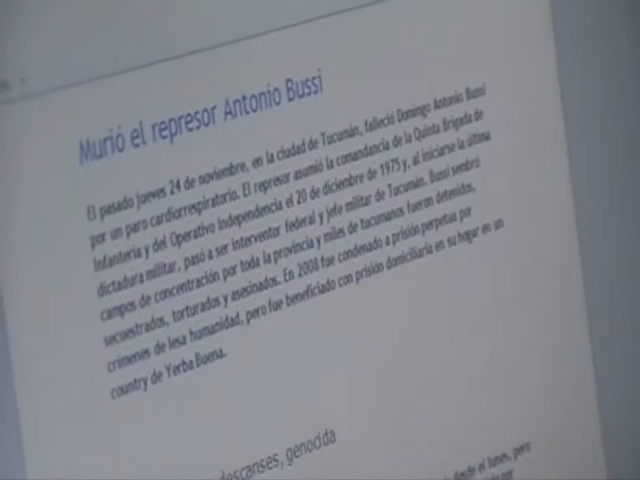 Murió el represor Antonio Bussi
El pasado jueves 24 de noviembre, en la ciudad de Tucumán, falleció Domingo Antonio Bussi
por un paro cardiorrespiratorio. El represor asumió la comandancia de la Quinta Brigada de
Infantería y del Operativo Independencia el 20 de diciembre de 1975 y, al iniciarse la última
dictadura militar, pasó a ser interventor federal y jefe militar de Tucumán. Bussi sembró
campos de concentración por toda la provincia y miles de tucumanos fueron detenidos,
secuestrados, torturados y asesinados. En 2008 fue condenado a prisión perpetua por
crímenes de lesa humanidad, pero fue beneficiado con prisión domiciliaria en su hogar en un
country de Yerba Buena.
descanses, genocida
desde el lunes, pero
por